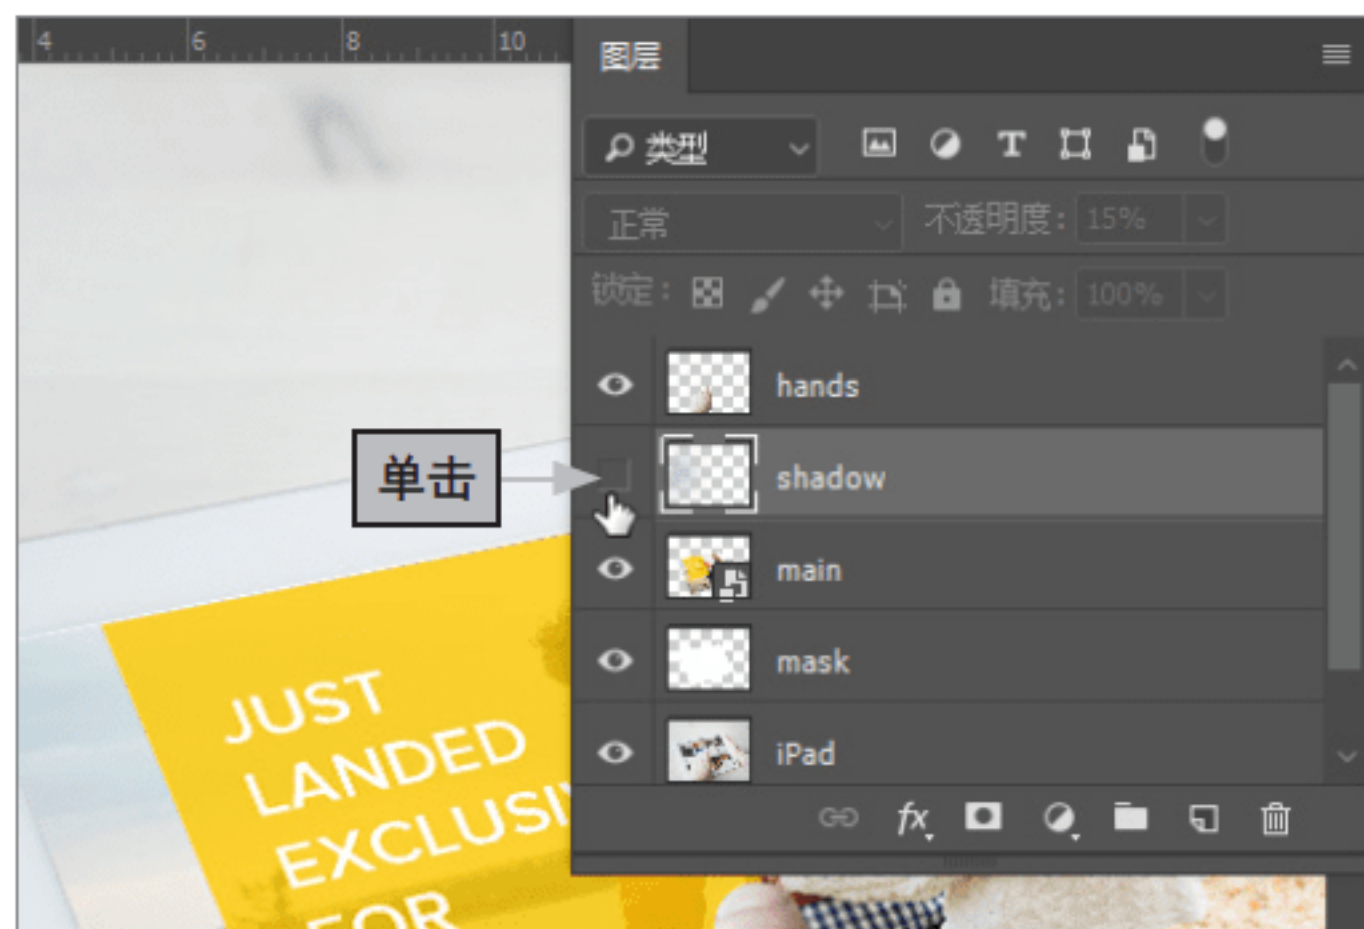 4 6 8 10
图层
类型
正常 不透明度: 15%
锁定: 填充: 100%
hands
单击
shadow
main
mask
iPad
fx
JUST
LANDED
EXCLUSI
FOR